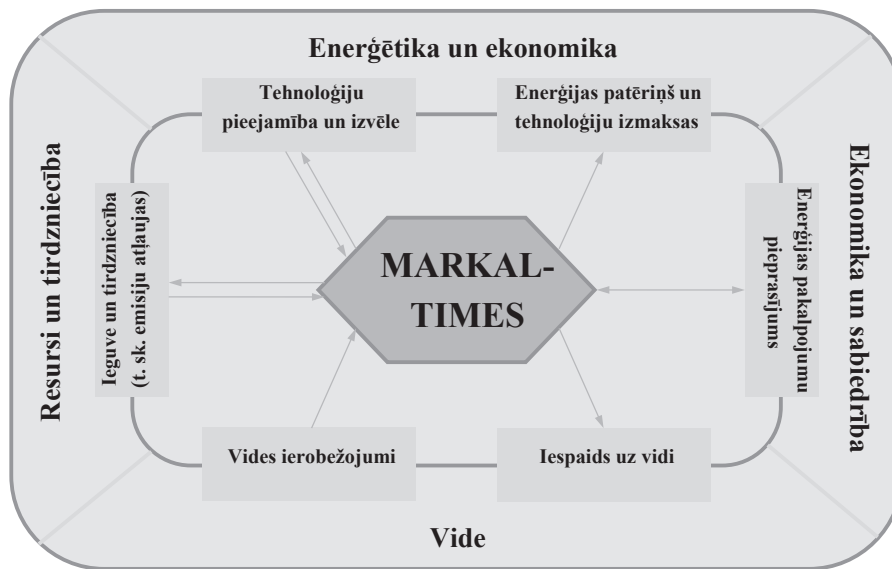 Enerģētika un ekonomika
Tehnoloģiju
pieejamība un izvēle
Enerģijas patēriņš un
tehnoloģiju izmaksas
Resursi un tirdzniecība
Ieguve un tirdzniecība
(t. sk. emisiju atļaujas)
MARKAL-
TIMES
Enerģijas pakalpojumu
pieprasījums
Ekonomika un sabiedrība
Vides ierobežojumi
Iespaids uz vidi
Vide